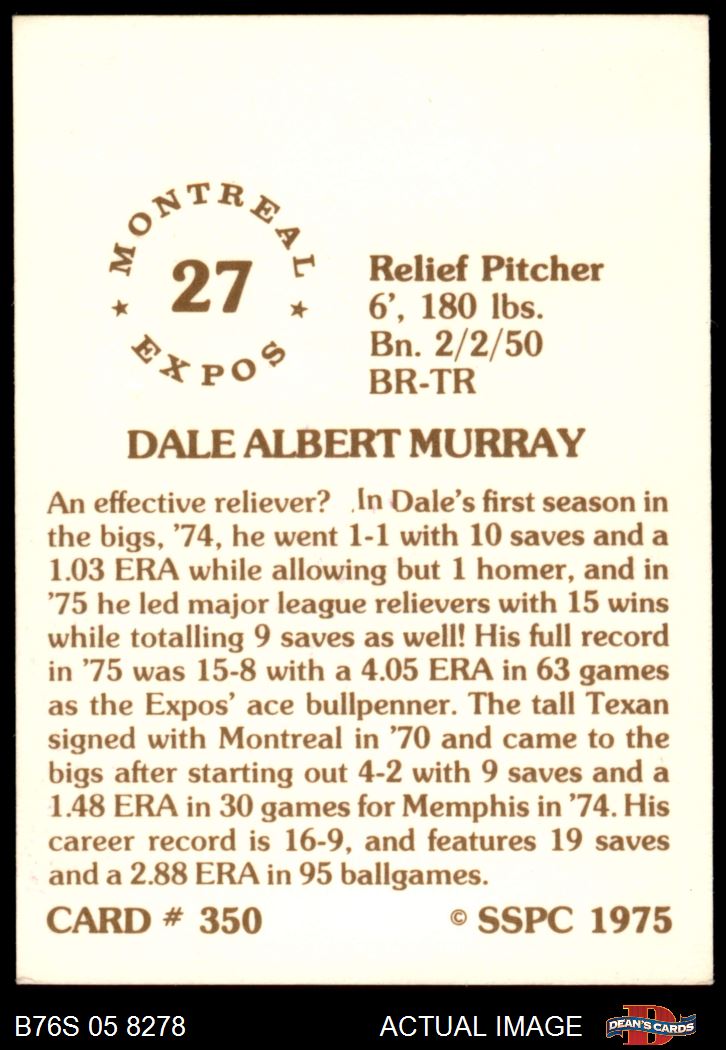 MONTREAL
27
EXPOS
Relief Pitcher
6', 180 lbs.
Bn. 2/2/50
BR-TR
DALE ALBERT MURRAY
An effective reliever? In Dale's first season in
the bigs, '74, he went 1-1 with 10 saves and a
1.03 ERA while allowing but 1 homer, and in
'75 he led major league relievers with 15 wins
while totalling 9 saves as well! His full record
in '75 was 15-8 with a 4.05 ERA in 63 games
as the Expos' ace bullpenner. The tall Texan
signed with Montreal in '70 and came to the
bigs after starting out 4-2 with 9 saves and a
1.48 ERA in 30 games for Memphis in '74. His
career record is 16-9, and features 19 saves
and a 2.88 ERA in 95 ballgames.
CARD # 350 © SSPC 1975
B76S 05 8278 ACTUAL IMAGE D DEAN'S CARDS